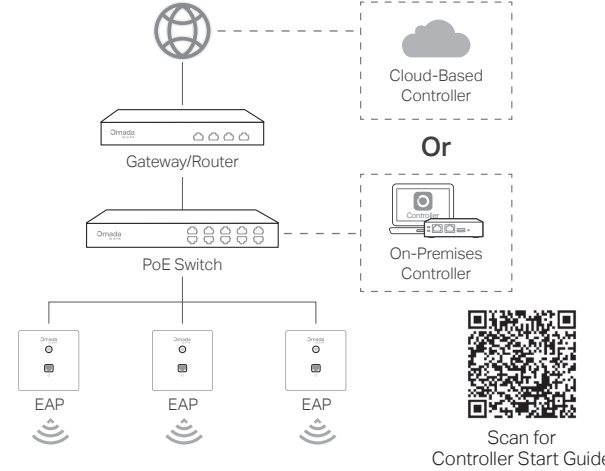 Cloud-Based
Controller
Omada
Gateway/Router
Or
Omada
PoE Switch
Controller
On-Premises
Controller
Omada
Omada
Omada
EAP
EAP
EAP
Scan for
Controller Start Guide